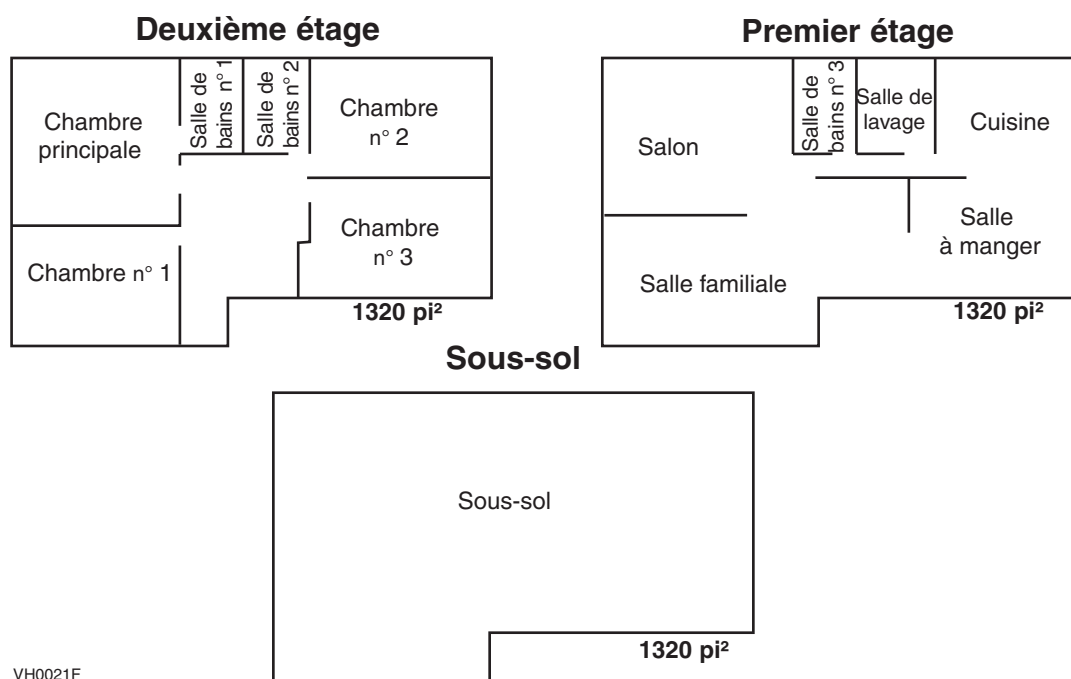 Deuxième étage
Chambre
principale
Salle de
bains n° 1
Salle de
bains n° 2
Chambre
n° 2
Chambre n° 1
Chambre
n° 3
1320 pi²
Premier étage
Salon
Salle de
bains n° 3
Salle de
lavage
Cuisine
Salle
à manger
Salle familiale
1320 pi²
Sous-sol
Sous-sol
1320 pi²
VH0021F